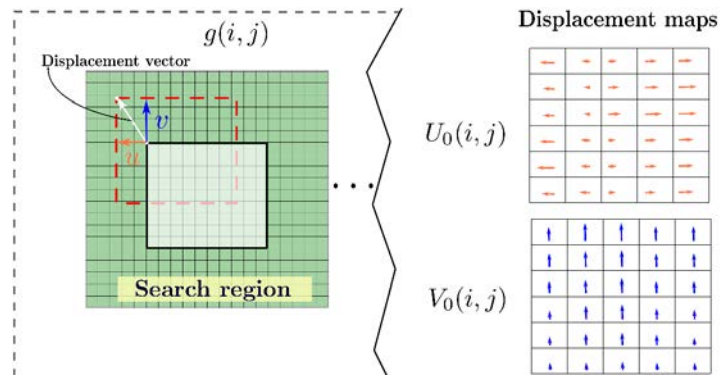 g(i, j)
Displacement vector
v
u
Search region
Displacement maps
U₀(i, j)
V₀(i, j)